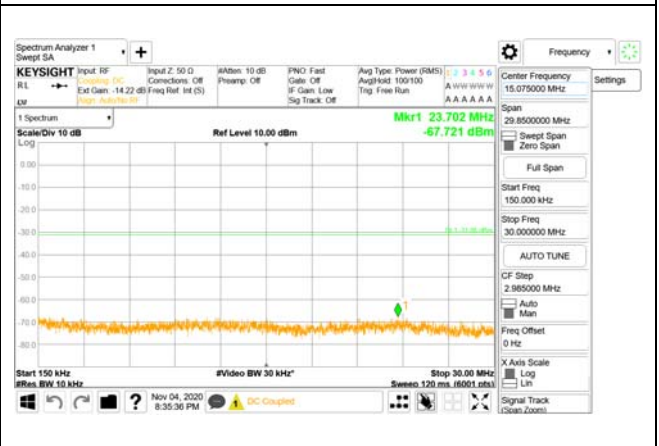 Spectrum Analyzer 1
Swept SA
Frequency
KEYSIGHT
RL
Input: RF
Coupling: DC
Ext Gain: -14.22 dB
Align: Auto/No RF
Input Z: 50 Ω
Corrections: Off
Freq Ref: Int (S)
#Atten: 10 dB
Preamp: Off
PNO: Fast
Gate: Off
IF Gain: Low
Sig Track: Off
Avg Type: Power (RMS)
Avg|Hold: 100/100
Trig: Free Run
1 2 3 4 5 6
A W W W W W
A A A A A A
1 Spectrum
Scale/Div 10 dB
Log
Ref Level 10.00 dBm
Mkr1 23.702 MHz
-67.721 dBm
0.00
-10.0
-20.0
-30.0
-40.0
-50.0
-60.0
-70.0
-80.0
1
Start 150 kHz
#Res BW 10 kHz
#Video BW 30 kHz*
Stop 30.00 MHz
Sweep 120 ms (6001 pts)
Center Frequency
15.075000 MHz
Settings
Span
29.8500000 MHz
Swept Span
Zero Span
Full Span
Start Freq
150.000 kHz
Stop Freq
30.000000 MHz
AUTO TUNE
CF Step
2.985000 MHz
Auto
Man
Freq Offset
0 Hz
X Axis Scale
Log
Lin
Signal Track
(Span Zoom)
?
Nov 04, 2020
8:35:36 PM
1
DC Coupled